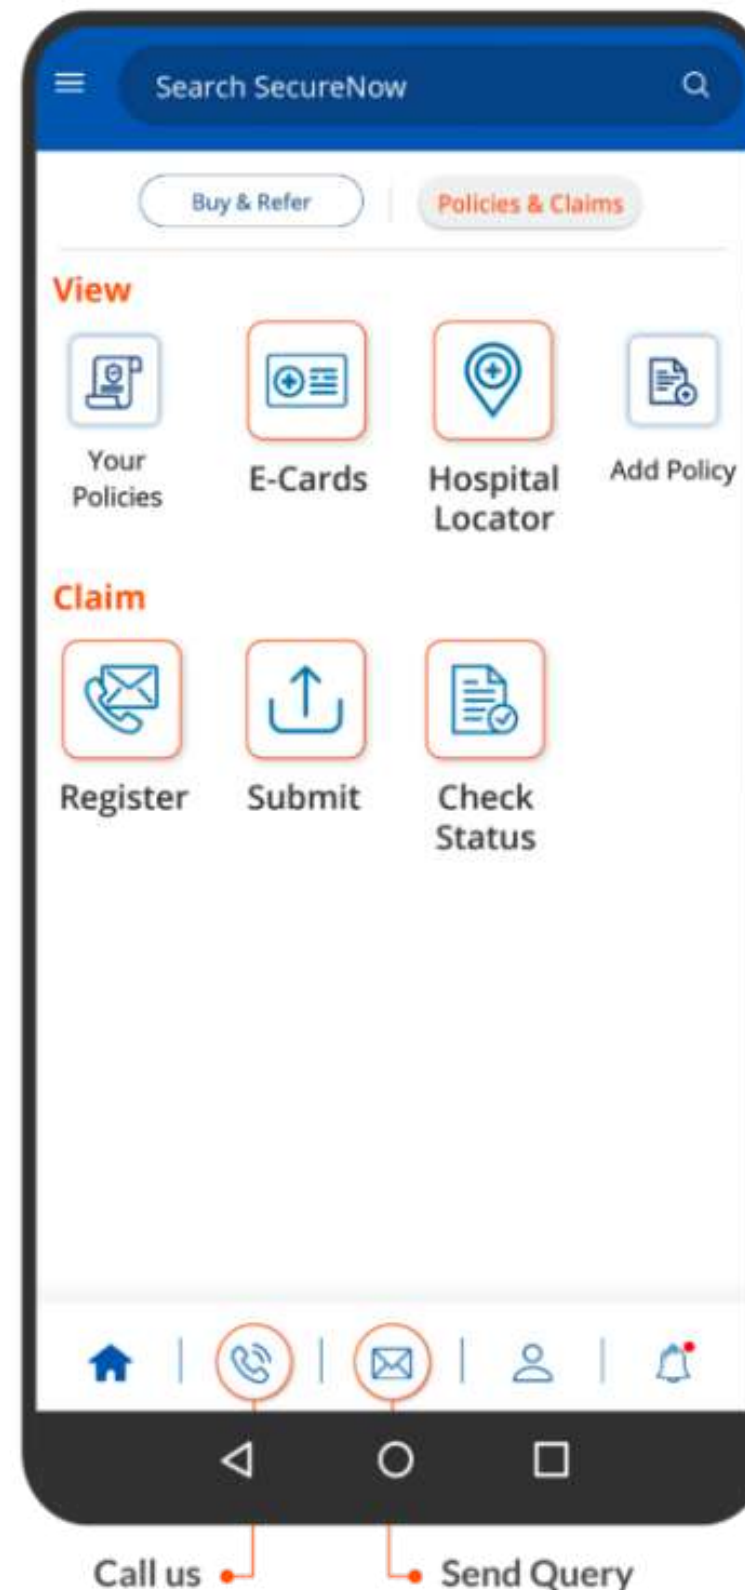 Search SecureNow
Buy & Refer
Policies & Claims
View
Your
Policies
E-Cards
Hospital
Locator
Add Policy
Claim
Register
Submit
Check
Status
Call us
Send Query